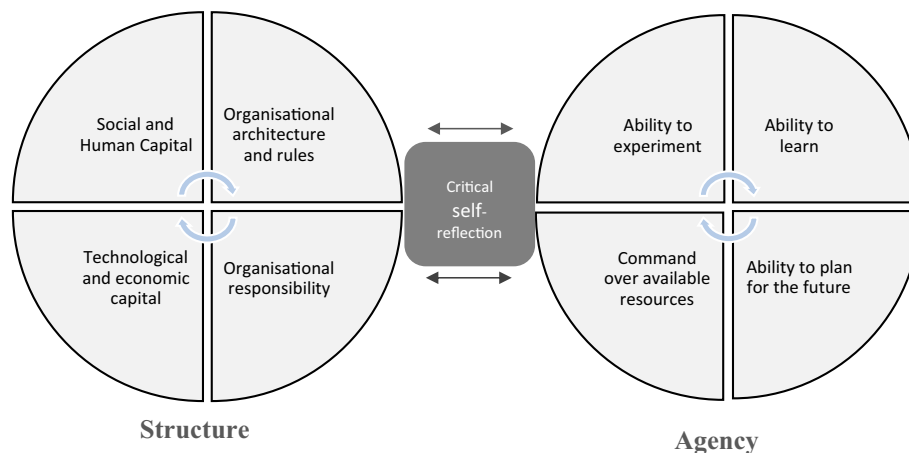 Social and
Human Capital
Organisational
architecture
and rules
Technological
and economic
capital
Organisational
responsibility
Structure
Critical
self-
reflection
Ability to
experiment
Ability to
learn
Command
over available
resources
Ability to plan
for the future
Agency